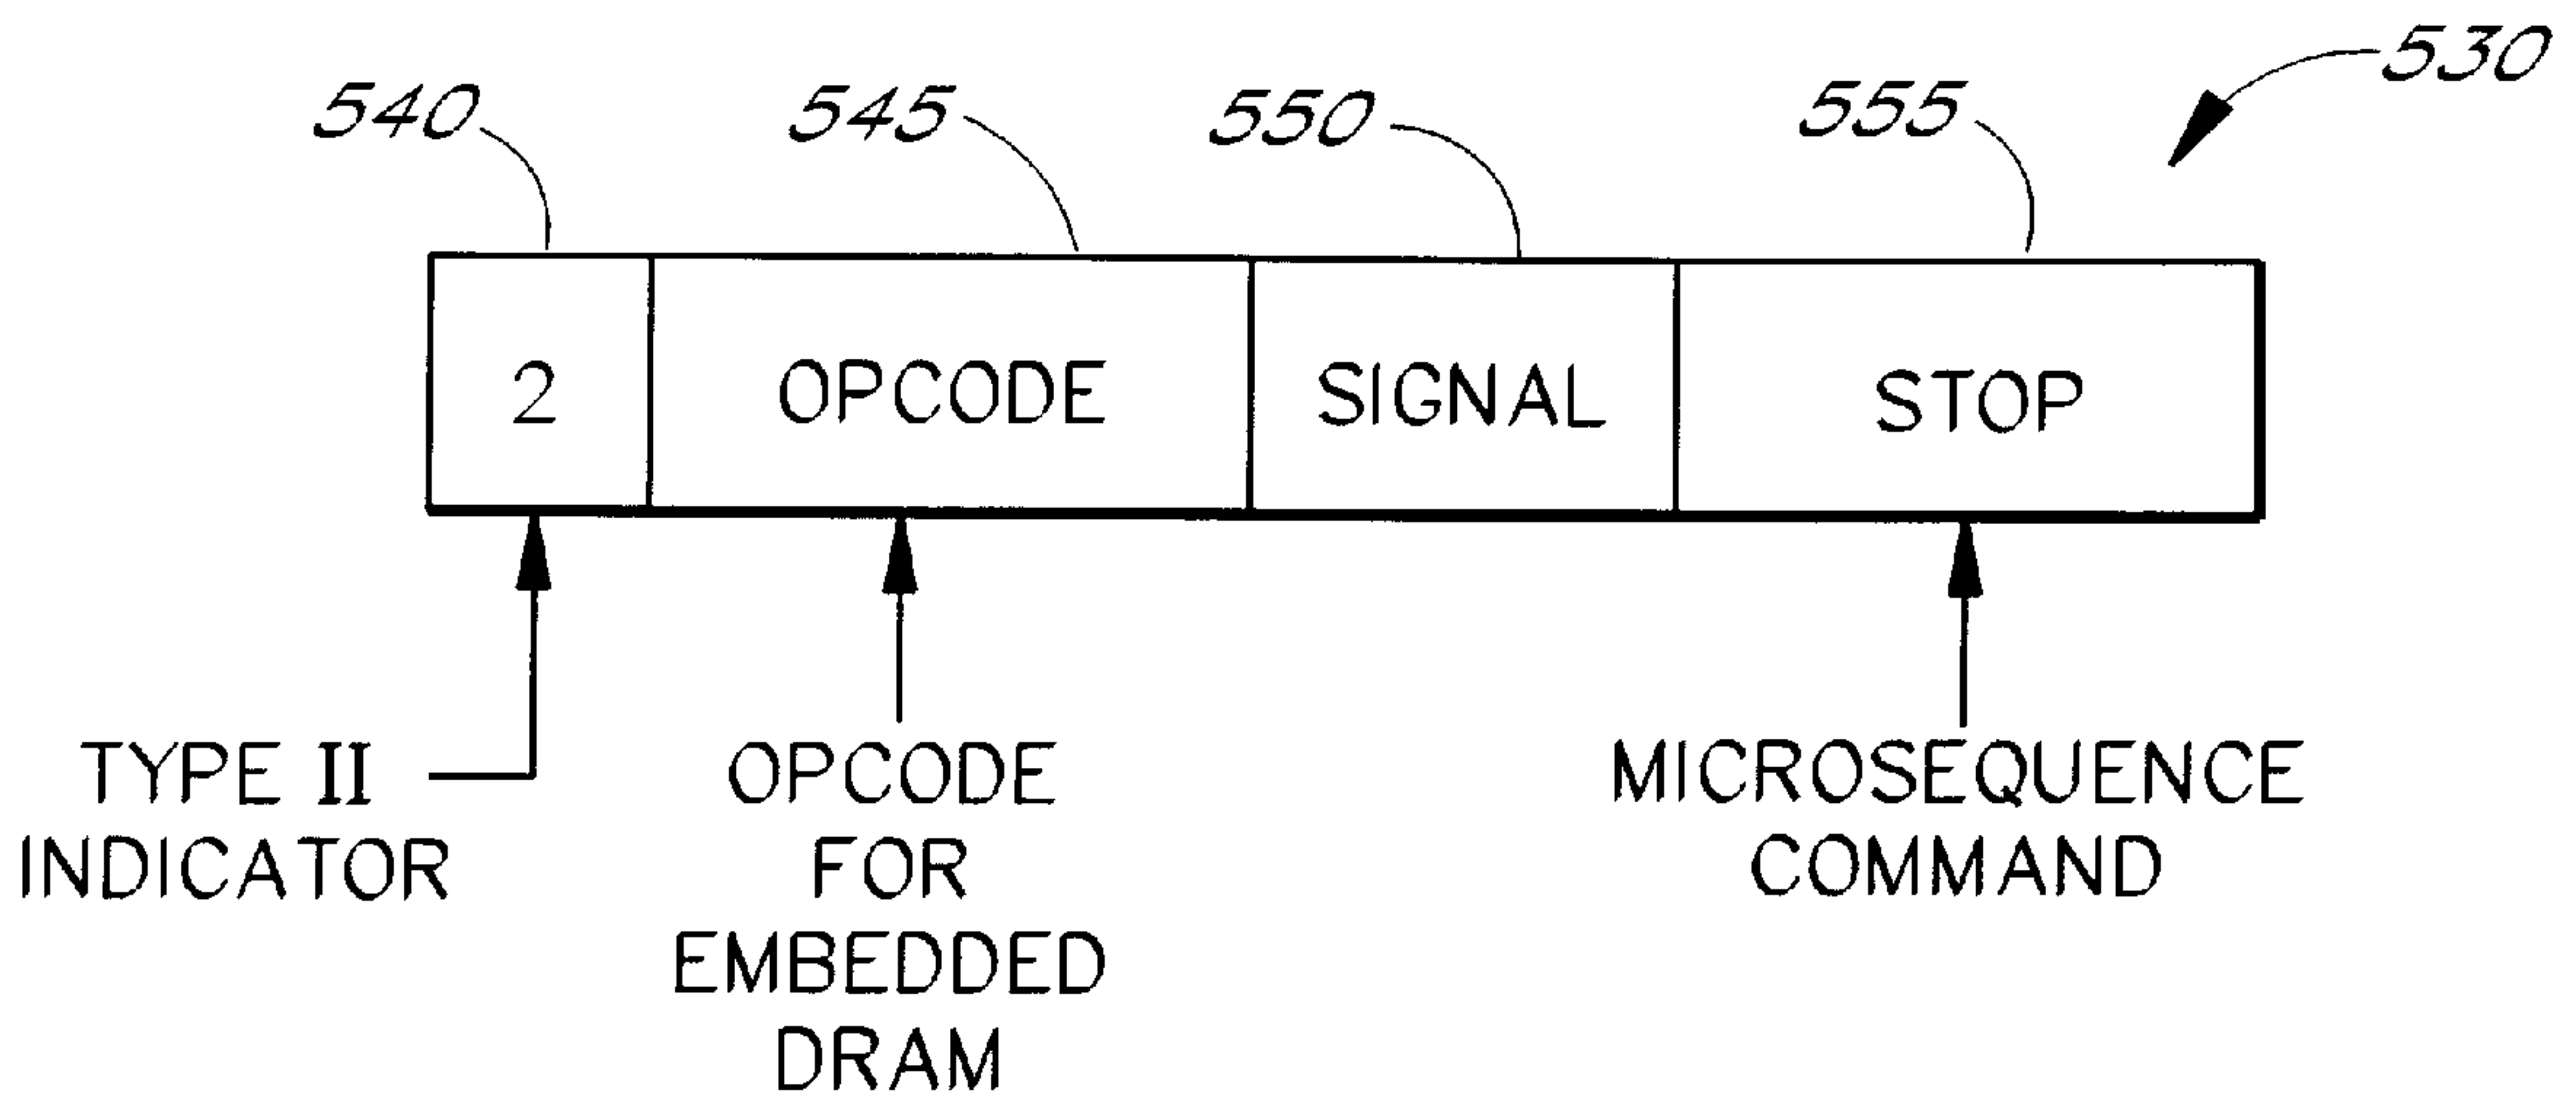 530
540 545 550 555
2 OPCODE SIGNAL STOP
TYPE II
INDICATOR
OPCODE
FOR
EMBEDDED
DRAM
MICROSEQUENCE
COMMAND